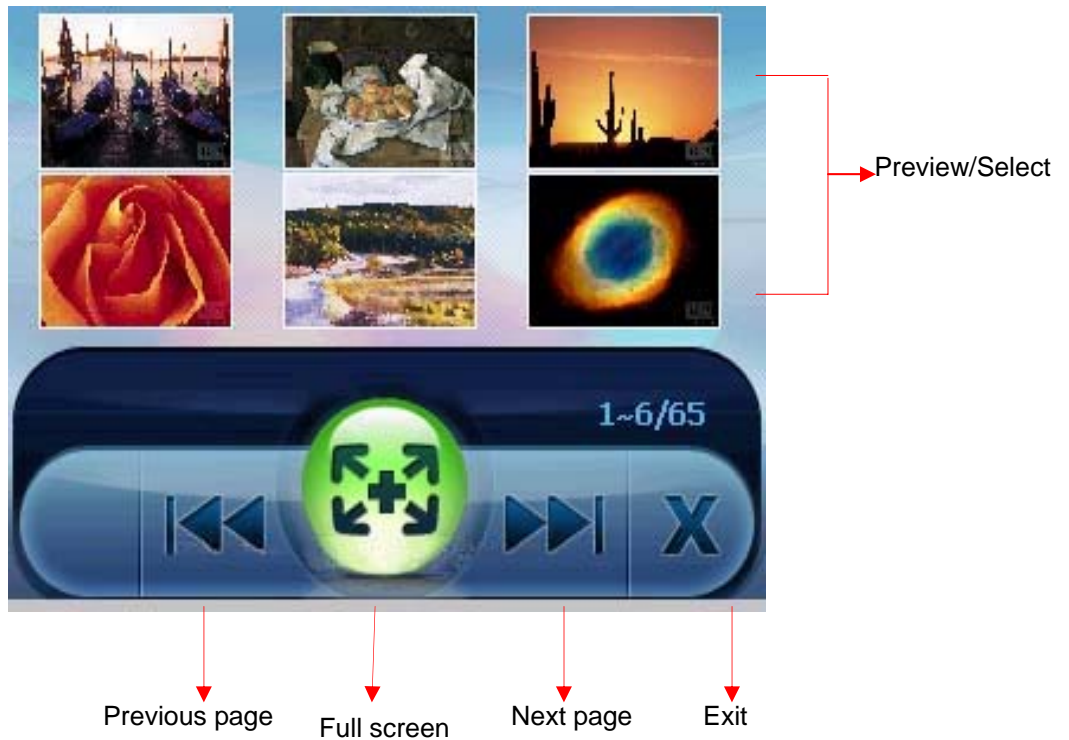 Preview/Select
1~6/65
X
Previous page
Full screen
Next page
Exit